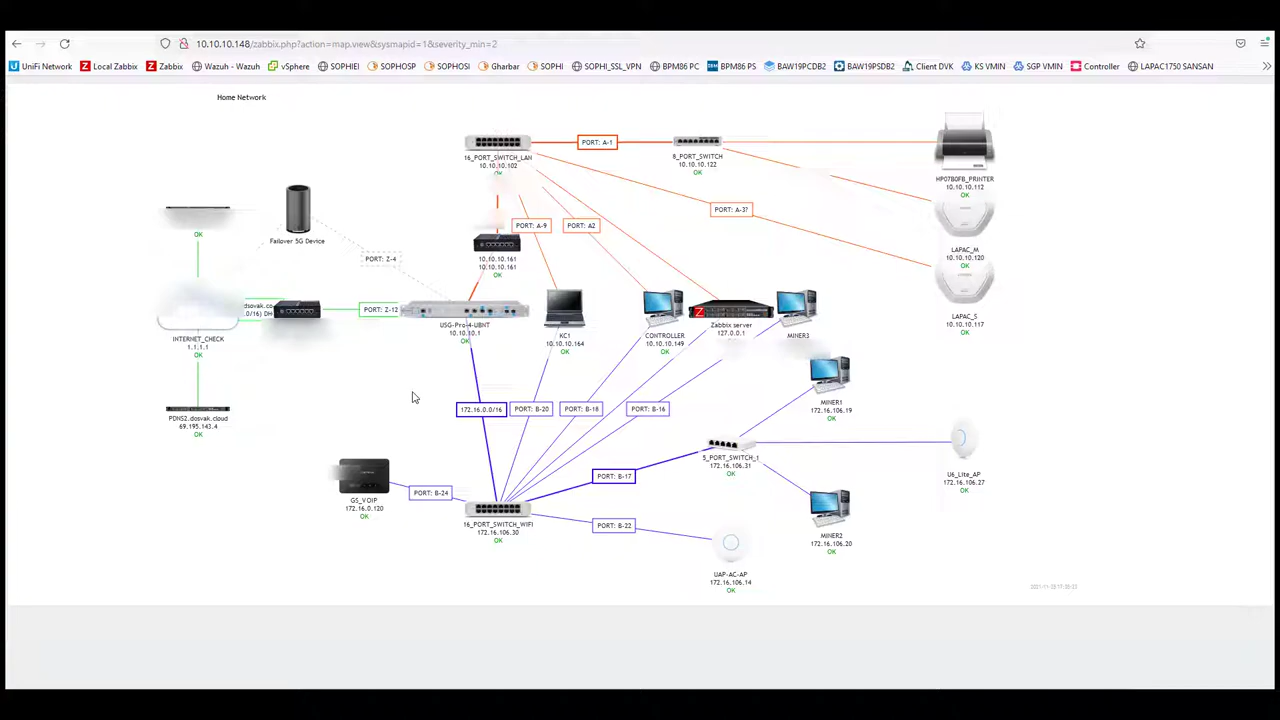 10.10.10.148/zabbix.php?action=map.view&sysmapid=1&severity_min=2
UniFi Network
Local Zabbix
Zabbix
Wazuh - Wazuh
vSphere
SOPHIEI
SOPHOSP
SOPHOSI
Gharbar
SOPHI
SOPHI_SSL_VPN
BPM86 PC
BPM86 PS
BAW19PCDB2
BAW19PSDB2
Client DVK
KS VMIN
SGP VMIN
Controller
LAPAC1750 SANSAN
Home Network
16_PORT_SWITCH_LAN
10.10.10.102
OK
PORT: A-1
8_PORT_SWITCH
10.10.10.122
OK
HP07B0FB_PRINTER
10.10.10.112
OK
PORT: A-3?
PORT: A-9
PORT: A2
LAPAC_M
10.10.10.120
OK
LAPAC_S
10.10.10.117
OK
OK
Failover 5G Device
PORT: Z-4
10.10.10.161
10.10.10.161
OK
PORT: Z-12
USG-Pro-4-UBNT
10.10.10.1
OK
INTERNET_CHECK
1.1.1.1
OK
KC1
10.10.10.164
OK
CONTROLLER
10.10.10.149
OK
Zabbix server
127.0.0.1
MINER3
MINER1
172.16.106.19
OK
PDNS2.dosvak.cloud
69.195.143.4
OK
172.16.0.0/16
PORT: B-20
PORT: B-18
PORT: B-16
5_PORT_SWITCH_1
172.16.106.31
OK
PORT: B-17
U6_Lite_AP
172.16.106.27
OK
GS_VOIP
172.16.0.120
OK
PORT: B-24
16_PORT_SWITCH_WIFI
172.16.106.30
OK
PORT: B-22
MINER2
172.16.106.20
OK
UAP-AC-AP
172.16.106.14
OK